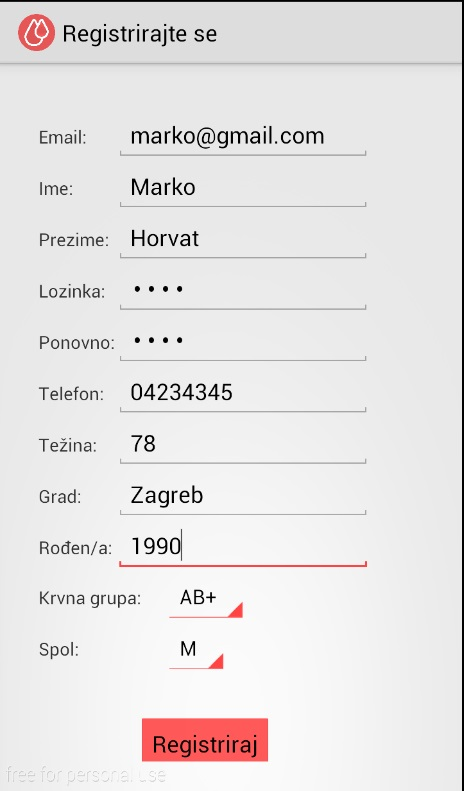 Registrirajte se
Email: marko@gmail.com
Ime: Marko
Prezime: Horvat
Lozinka: ••••
Ponovno: ••••
Telefon: 04234345
Težina: 78
Grad: Zagreb
Rođen/a: 1990
Krvna grupa: AB+
Spol: M
Registriraj
free for personal use